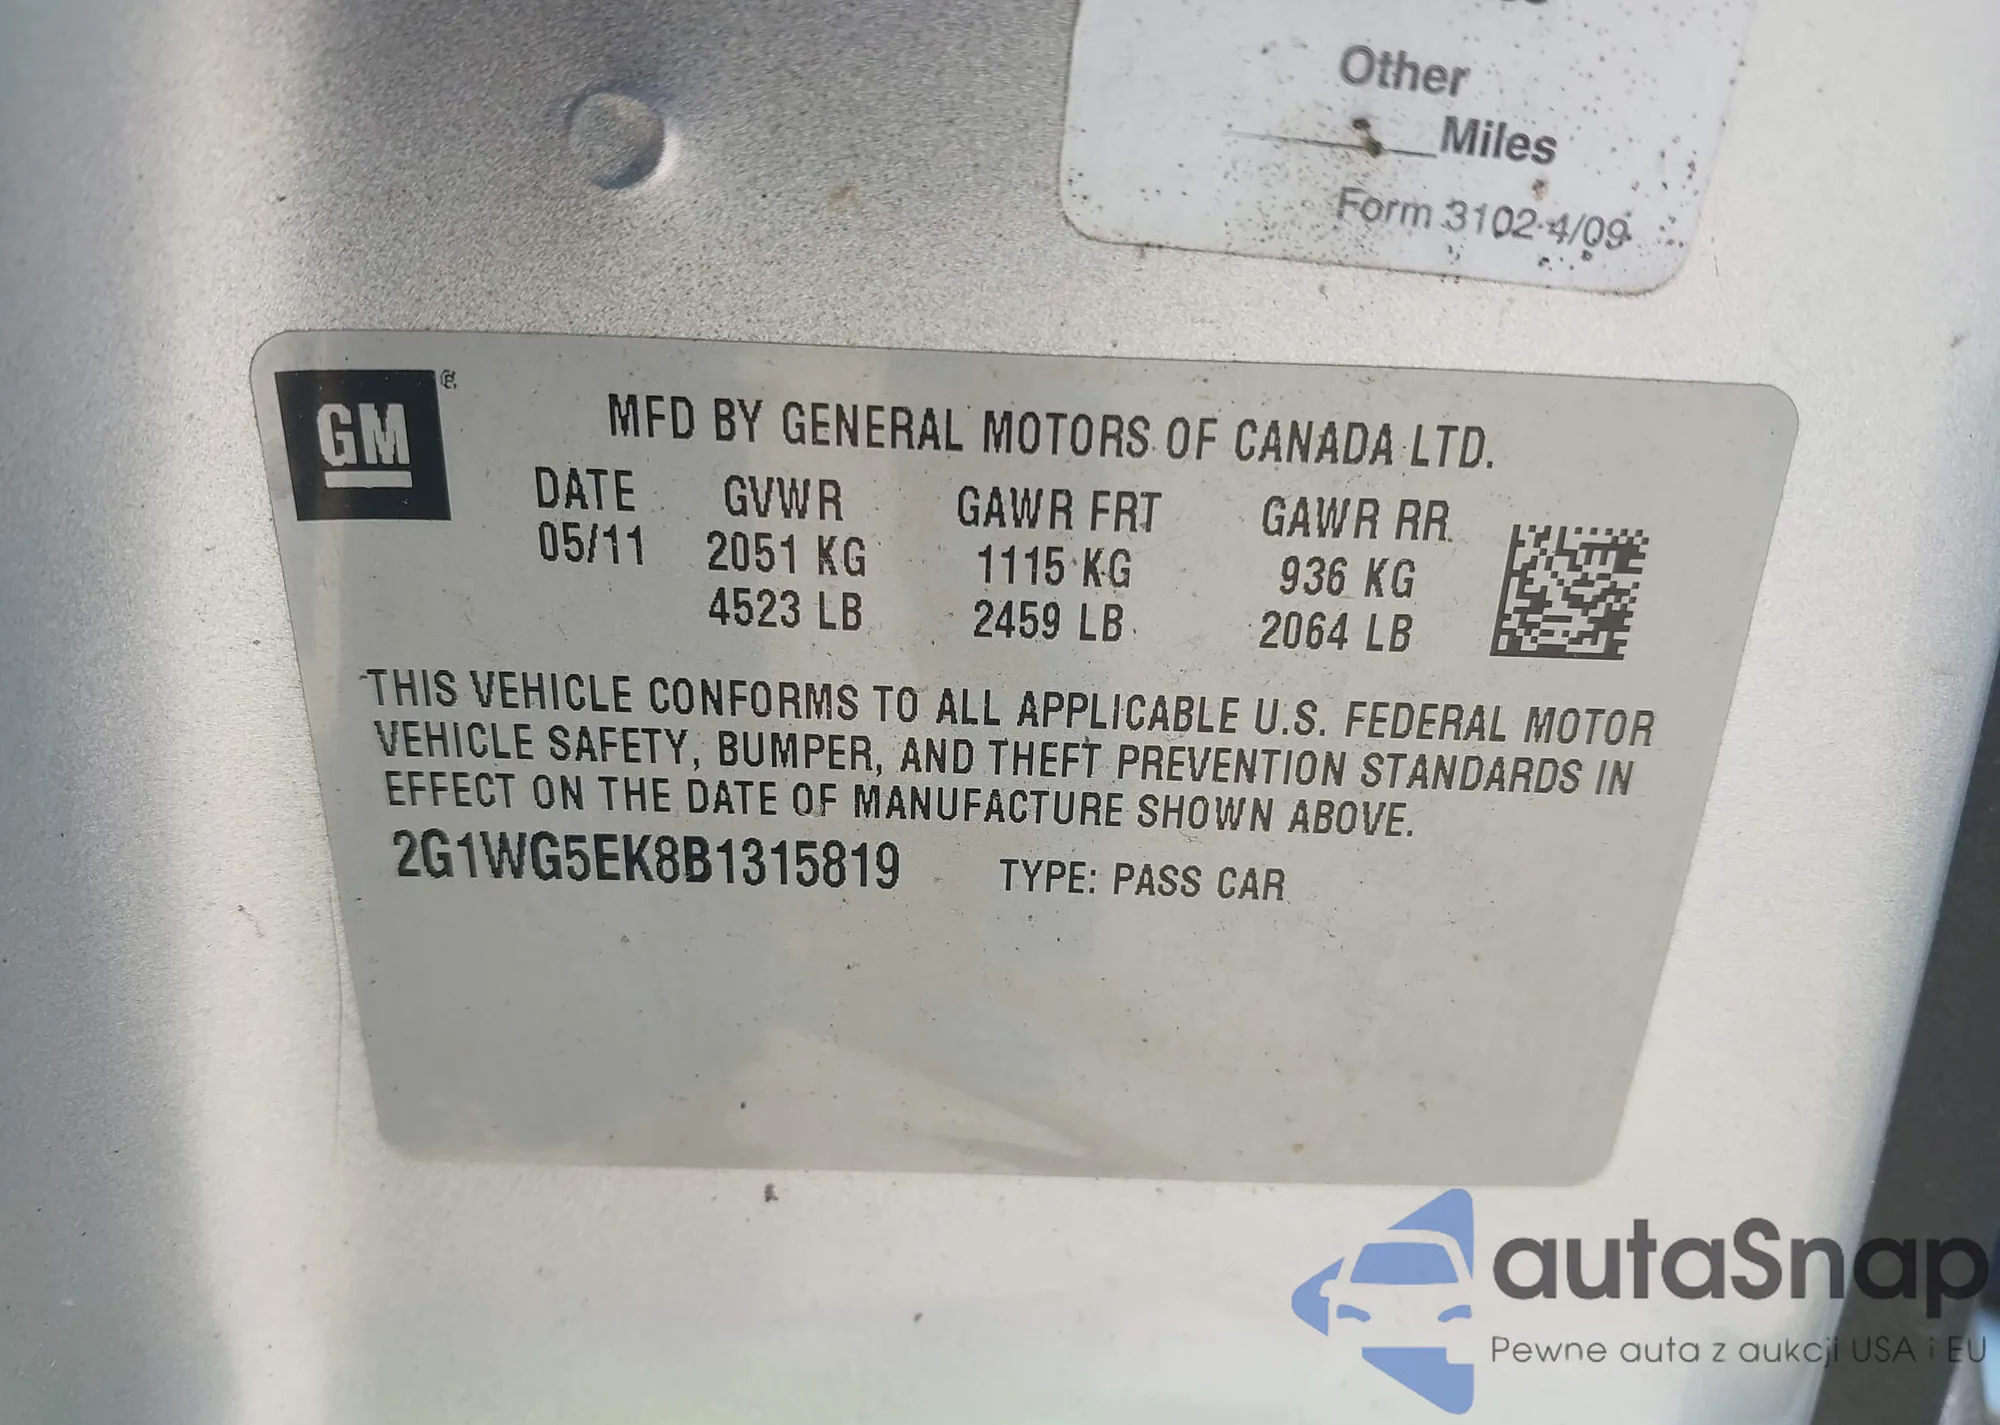 Other
Miles
Form 3102 4/09
GM
MFD BY GENERAL MOTORS OF CANADA LTD.
DATE GVWR GAWR FRT GAWR RR
05/11 2051 KG 1115 KG 936 KG
4523 LB 2459 LB 2064 LB
THIS VEHICLE CONFORMS TO ALL APPLICABLE U.S. FEDERAL MOTOR
VEHICLE SAFETY, BUMPER, AND THEFT PREVENTION STANDARDS IN
EFFECT ON THE DATE OF MANUFACTURE SHOWN ABOVE.
2G1WG5EK8B1315819 TYPE: PASS CAR
autaSnap
Pewne auta z aukcji USA i EU